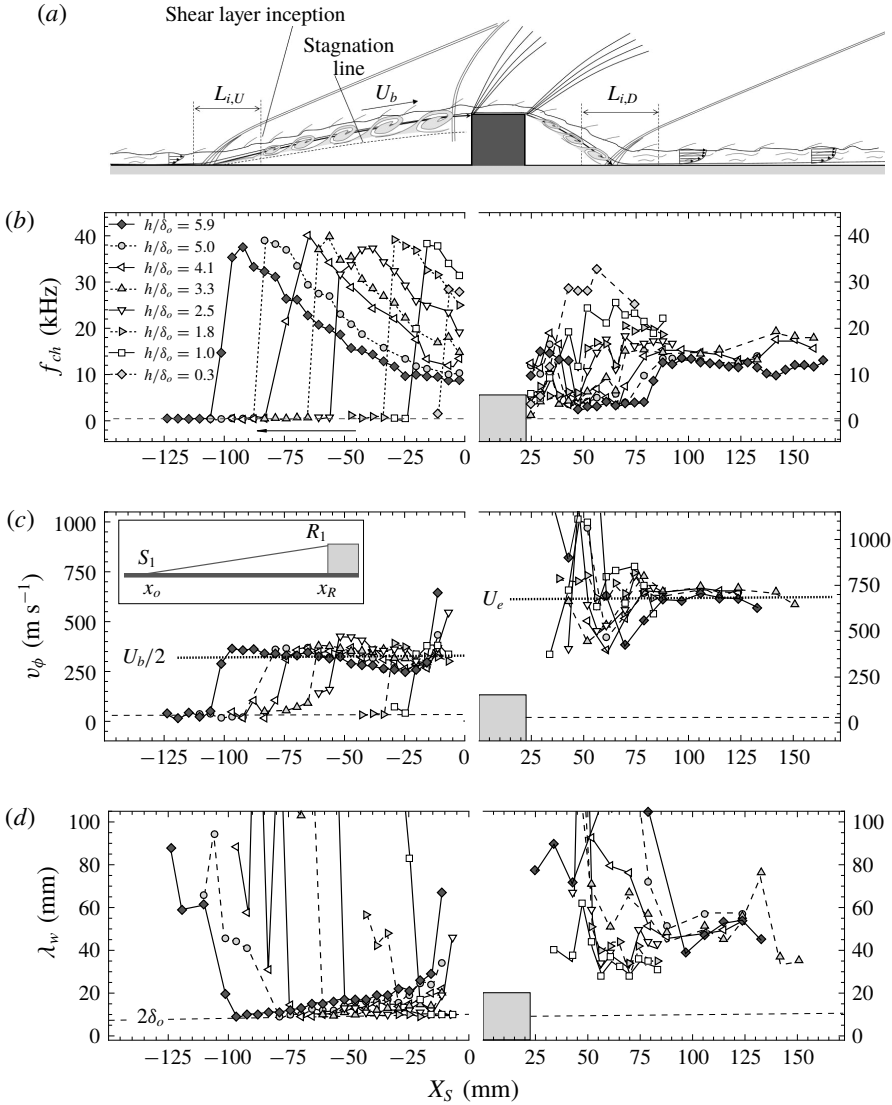 (a)
Shear layer inception
Stagnation
line
L_{i,U}
U_b
L_{i,D}
(b)
40
30
20
10
0
f_{ch} (kHz)
h/δ_o = 5.9
h/δ_o = 5.0
h/δ_o = 4.1
h/δ_o = 3.3
h/δ_o = 2.5
h/δ_o = 1.8
h/δ_o = 1.0
h/δ_o = 0.3
40
30
20
10
0
−125 −100 −75 −50 −25 0
25 50 75 100 125 150
(c)
1000
750
500
250
0
v_ϕ (m s⁻¹)
S_1
R_1
x_o
x_R
U_b/2
U_e
1000
750
500
250
0
−125 −100 −75 −50 −25 0
25 50 75 100 125 150
(d)
100
80
60
40
20
0
λ_w (mm)
2δ_o
100
80
60
40
20
0
−125 −100 −75 −50 −25 0
25 50 75 100 125 150
X_S (mm)